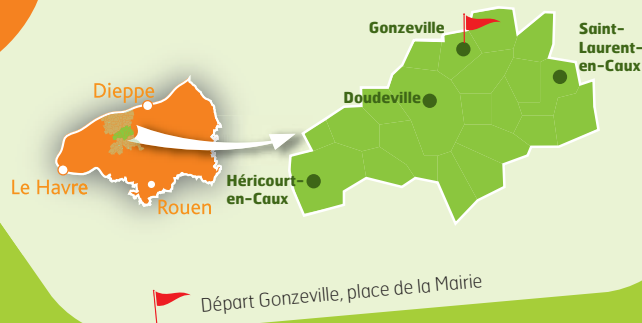 Gonzeville
Saint-
Laurent-
en-Caux
Dieppe
Doudeville
Le Havre
Héricourt-
en-Caux
Rouen
Départ Gonzeville, place de la Mairie